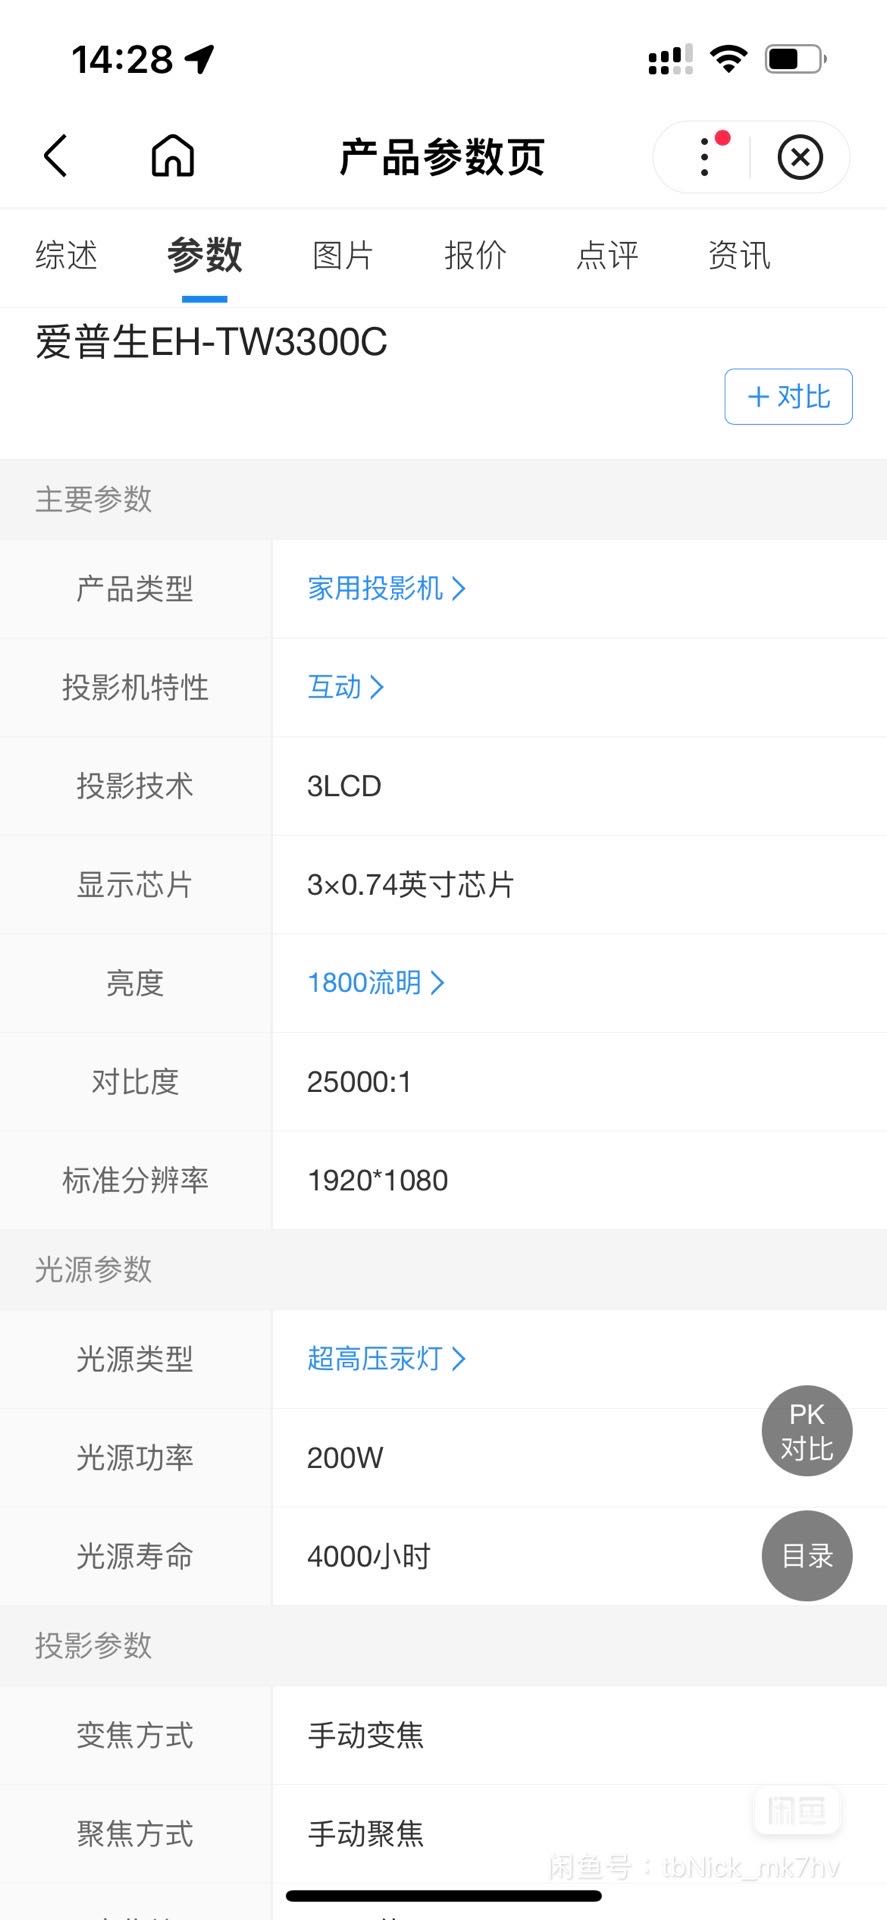 14:28
产品参数页
综述 参数 图片 报价 点评 资讯
爱普生EH-TW3300C
+ 对比
主要参数
产品类型 家用投影机 >
投影机特性 互动 >
投影技术 3LCD
显示芯片 3×0.74英寸芯片
亮度 1800流明 >
对比度 25000:1
标准分辨率 1920*1080
光源参数
光源类型 超高压汞灯 >
PK
对比
光源功率 200W
光源寿命 4000小时
目录
投影参数
变焦方式 手动变焦
闲鱼
聚焦方式 手动聚焦
闲鱼号：tbNick_mk7hv